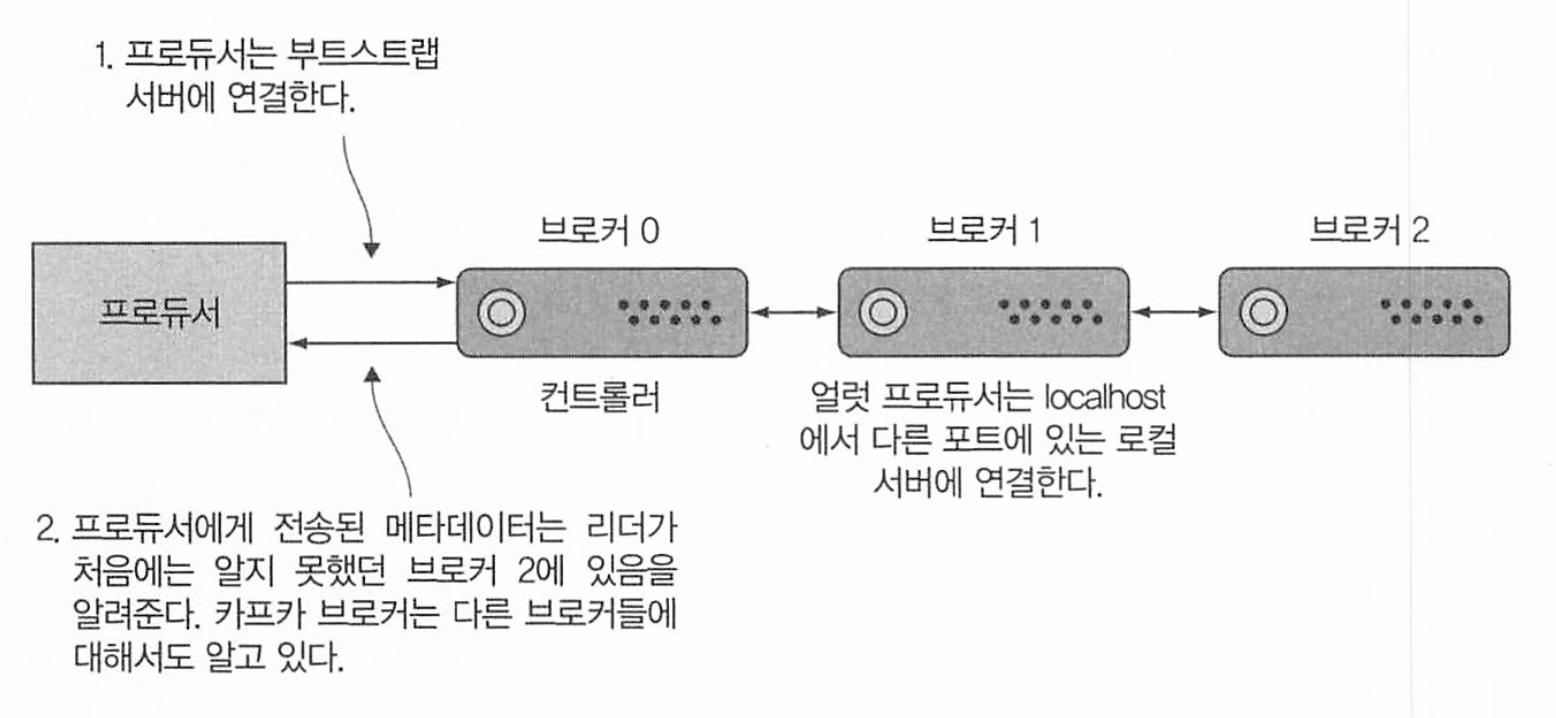 1. 프로듀서는 부트스트랩
서버에 연결한다.
브로커 0
브로커 1
브로커 2
프로듀서
컨트롤러
얼럿 프로듀서는 localhost
에서 다른 포트에 있는 로컬
서버에 연결한다.
2. 프로듀서에게 전송된 메타데이터는 리더가
처음에는 알지 못했던 브로커 2에 있음을
알려준다. 카프카 브로커는 다른 브로커들에
대해서도 알고 있다.